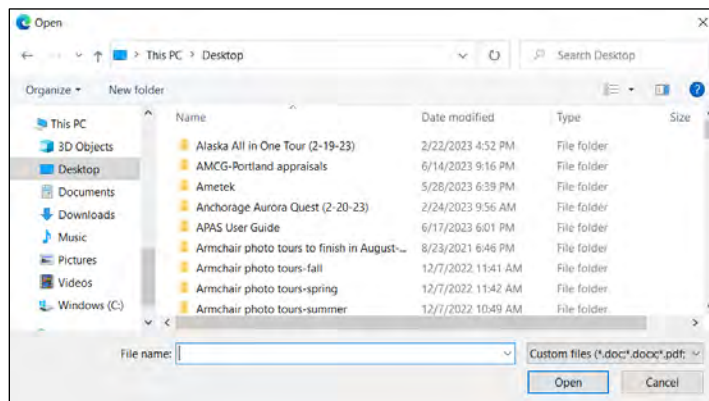 Open
This PC > Desktop
Search Desktop
Organize New folder
Name Date modified Type Size
This PC
3D Objects
Desktop
Documents
Downloads
Music
Pictures
Videos
Windows (C:)
Alaska All in One Tour (2-19-23) 2/22/2023 4:52 PM File folder
AMCG-Portland appraisals 6/14/2023 9:16 PM File folder
Ametek 5/28/2023 6:39 PM File folder
Anchorage Aurora Quest (2-20-23) 2/24/2023 9:56 AM File folder
APAS User Guide 6/17/2023 6:01 PM File folder
Armchair photo tours to finish in August-... 8/23/2021 6:46 PM File folder
Armchair photo tours-fall 12/7/2022 11:41 AM File folder
Armchair photo tours-spring 12/7/2022 11:42 AM File folder
Armchair photo tours-summer 12/7/2022 10:49 AM File folder
File name: Custom files (*.doc;*.docx;*.pdf;
Open Cancel